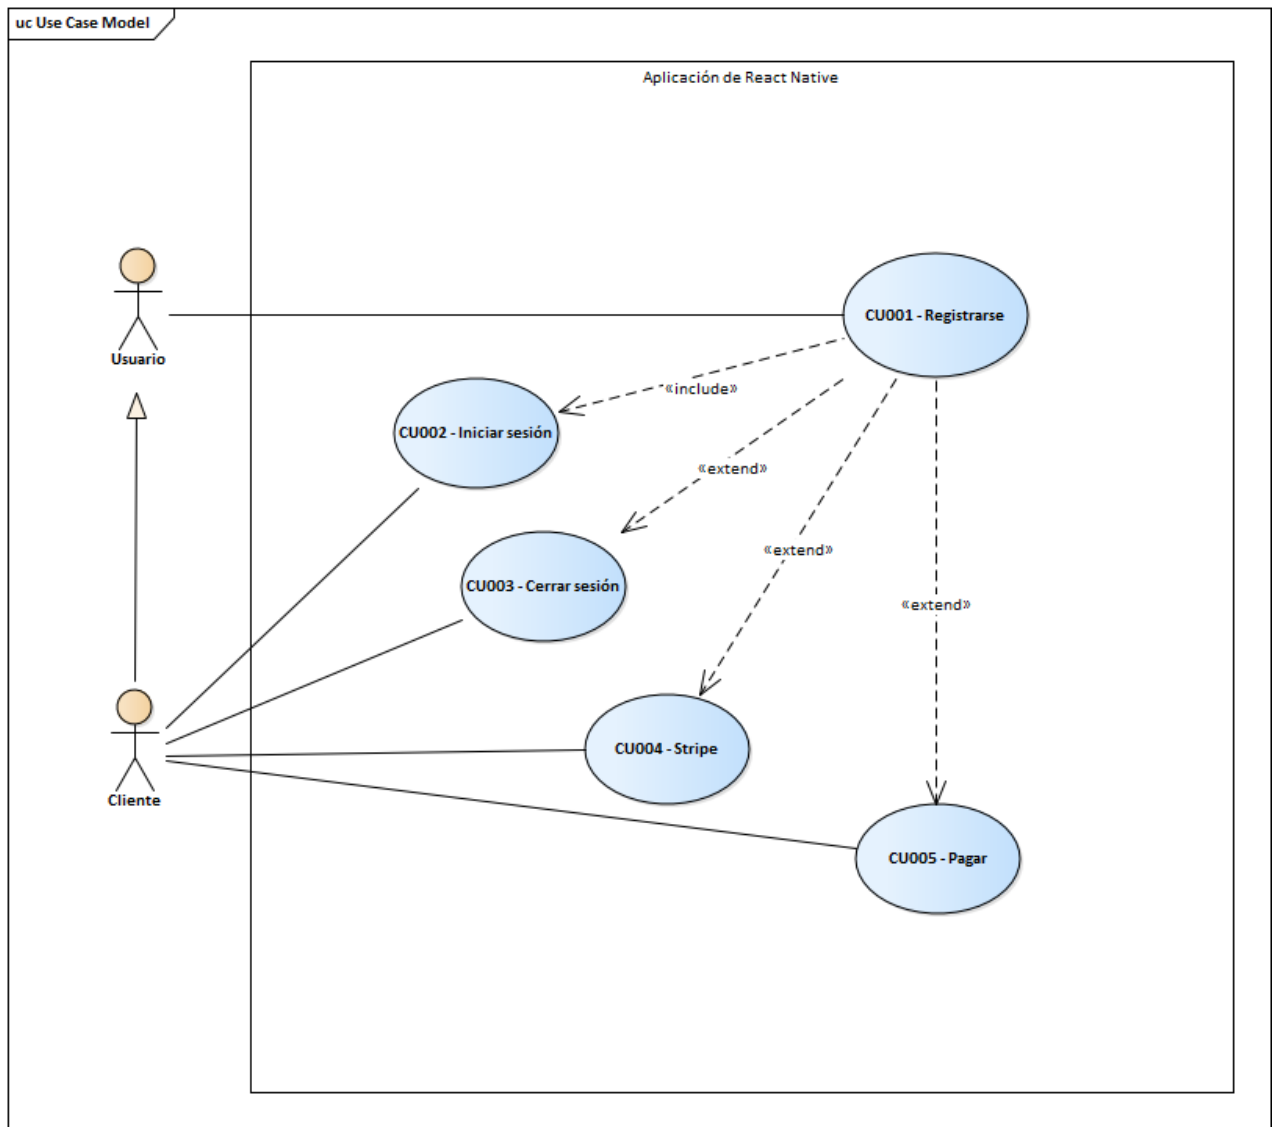 uc Use Case Model
Aplicación de React Native
CU001 - Registrarse
Usuario
«include»
CU002 - Iniciar sesión
«extend»
«extend»
CU003 - Cerrar sesión
«extend»
CU004 - Stripe
Cliente
CU005 - Pagar